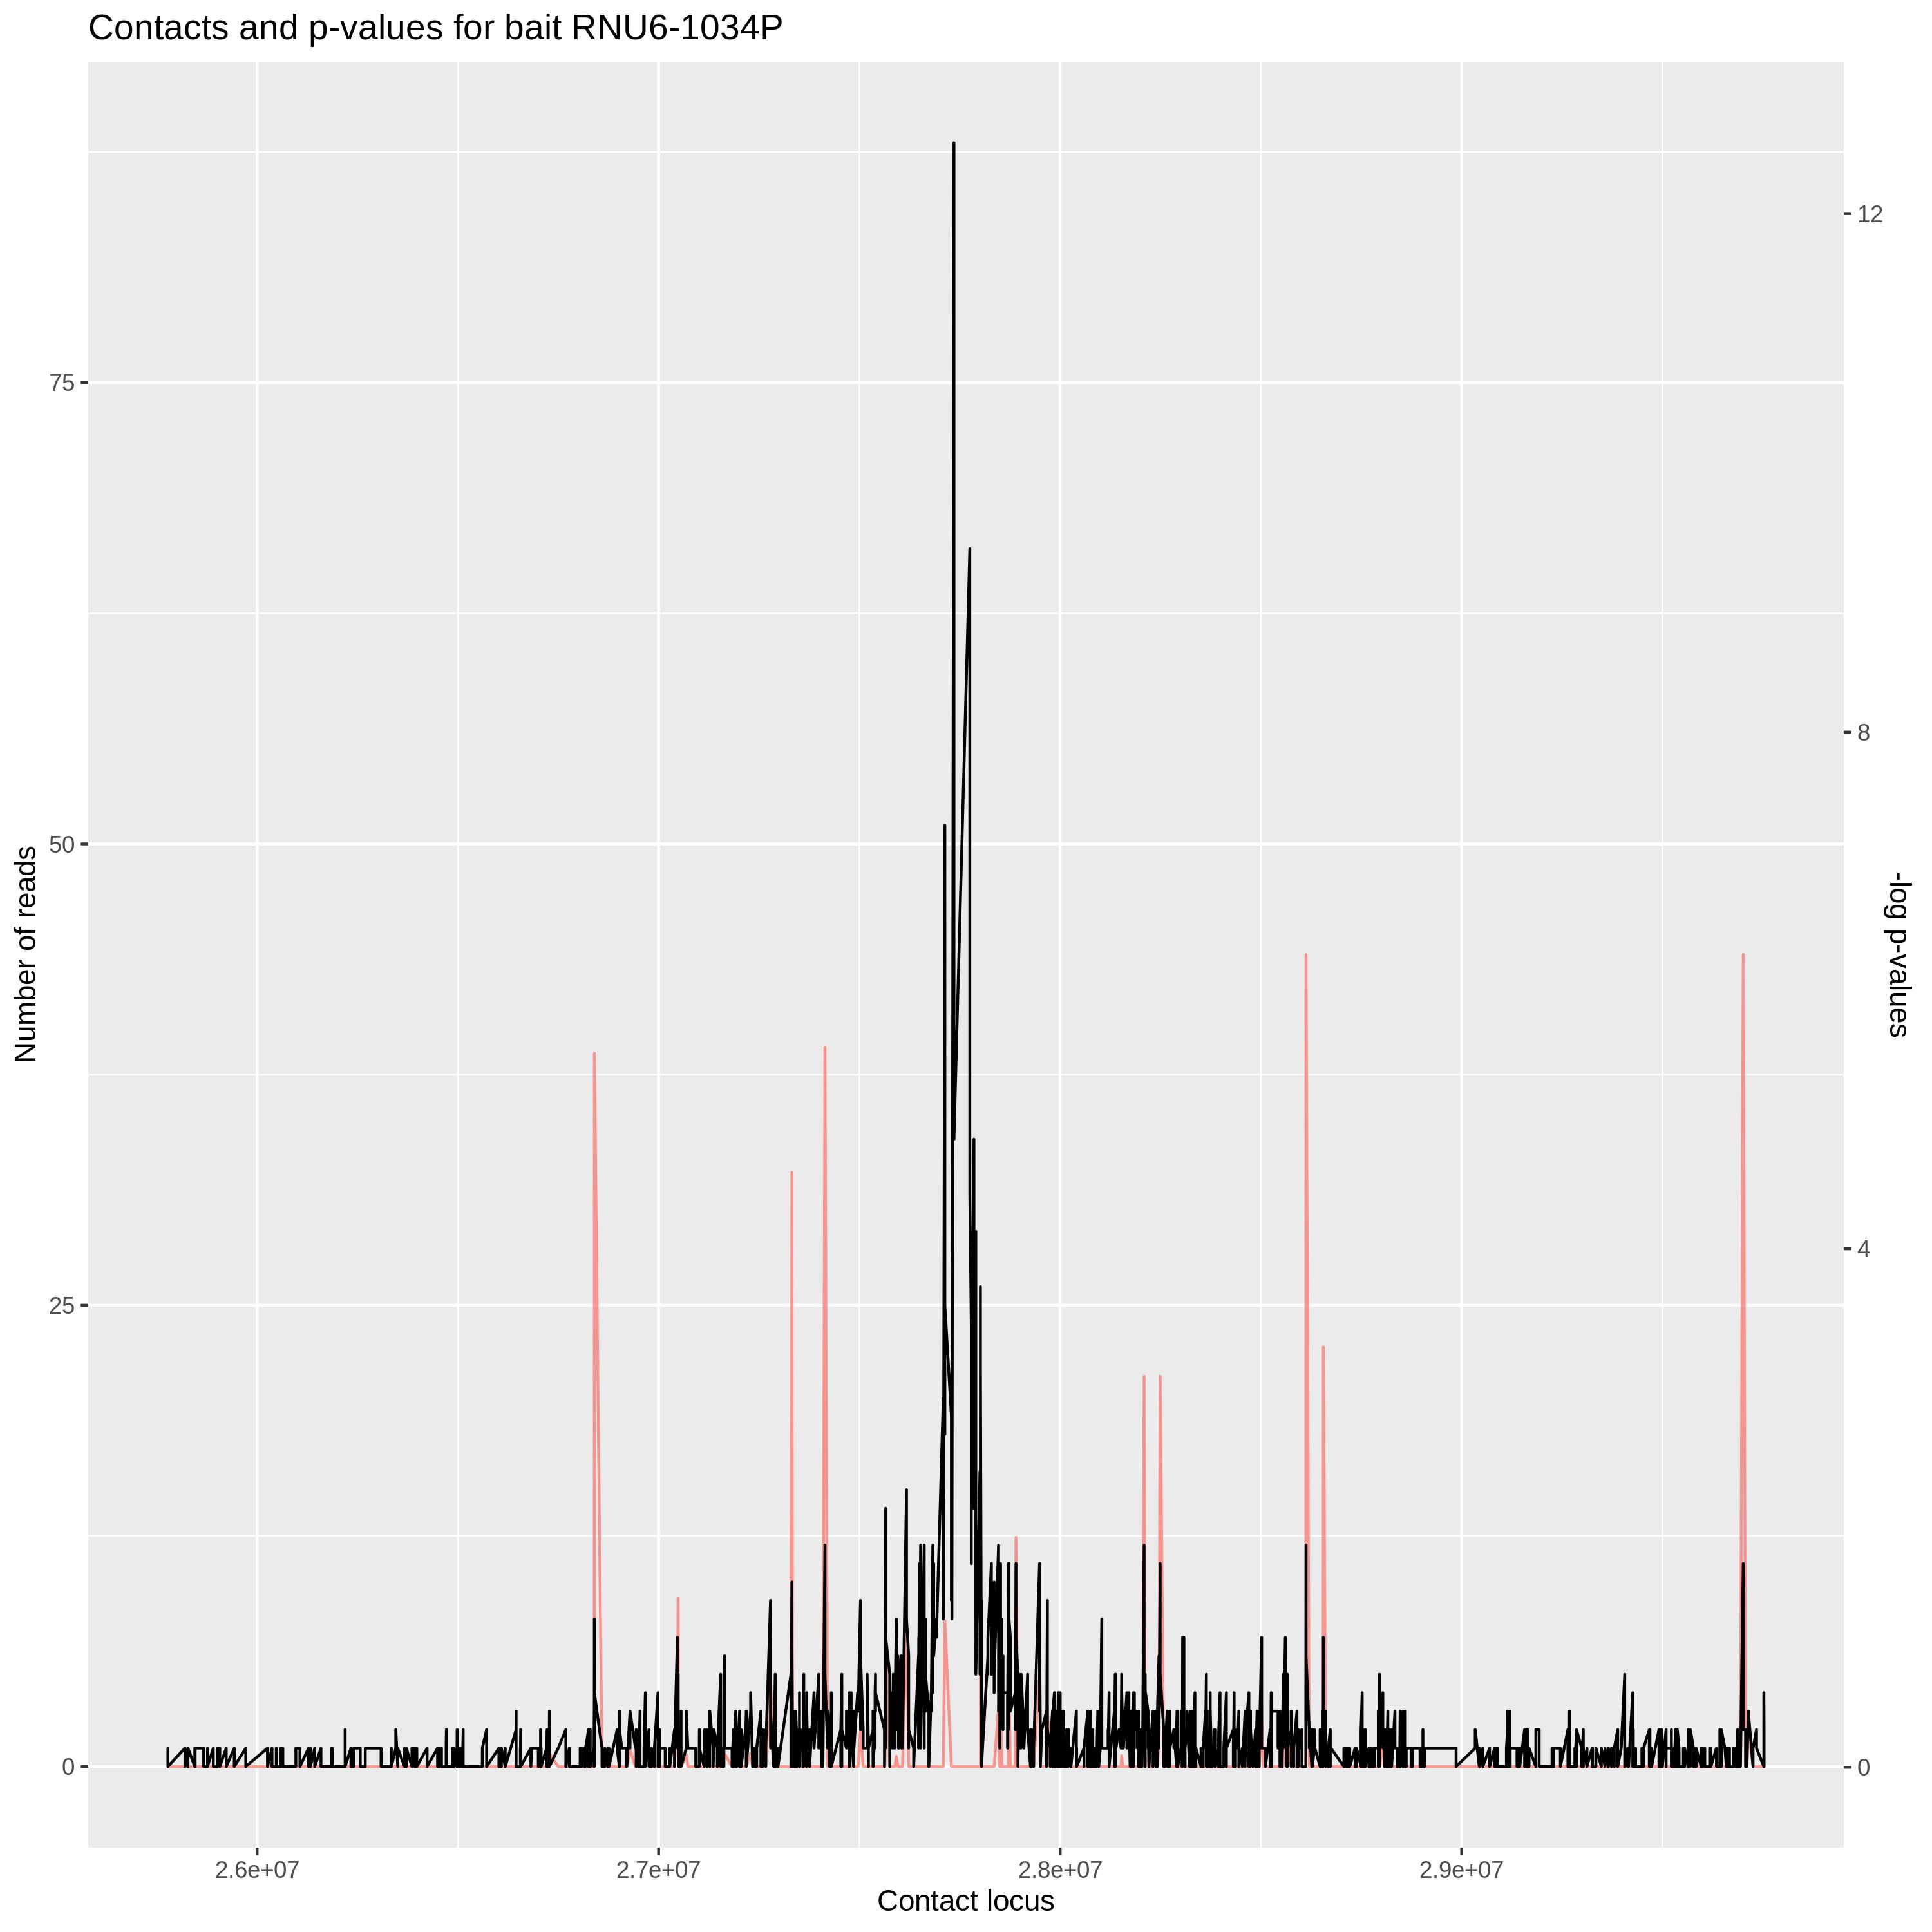 Contacts and p-values for bait RNU6-1034P
75
50
25
0
Number of reads
12
8
4
0
-log p-values
2.6e+07
2.7e+07
2.8e+07
2.9e+07
Contact locus